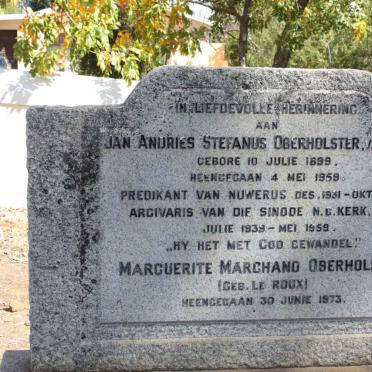 IN LIEFDEVOLLE HERINNERING
AAN
JAN ANDRIES STEFANUS OBERHOLSTER,
GEBORE 10 JULIE 1899.
HEENGEGAAN 4 MEI 1959.
PREDIKANT VAN NUWERUS DES. 1931-OKT
ARGIVARIS VAN DIE SINODE N.G. KERK,
JULIE 1939 - MEI 1959.
„HY HET MET GOD GEWANDEL."
MARGUERITE MARCHAND OBERHOLS
(GEB. LE ROUX)
HEENGEGAAN 30 JUNIE 1973.